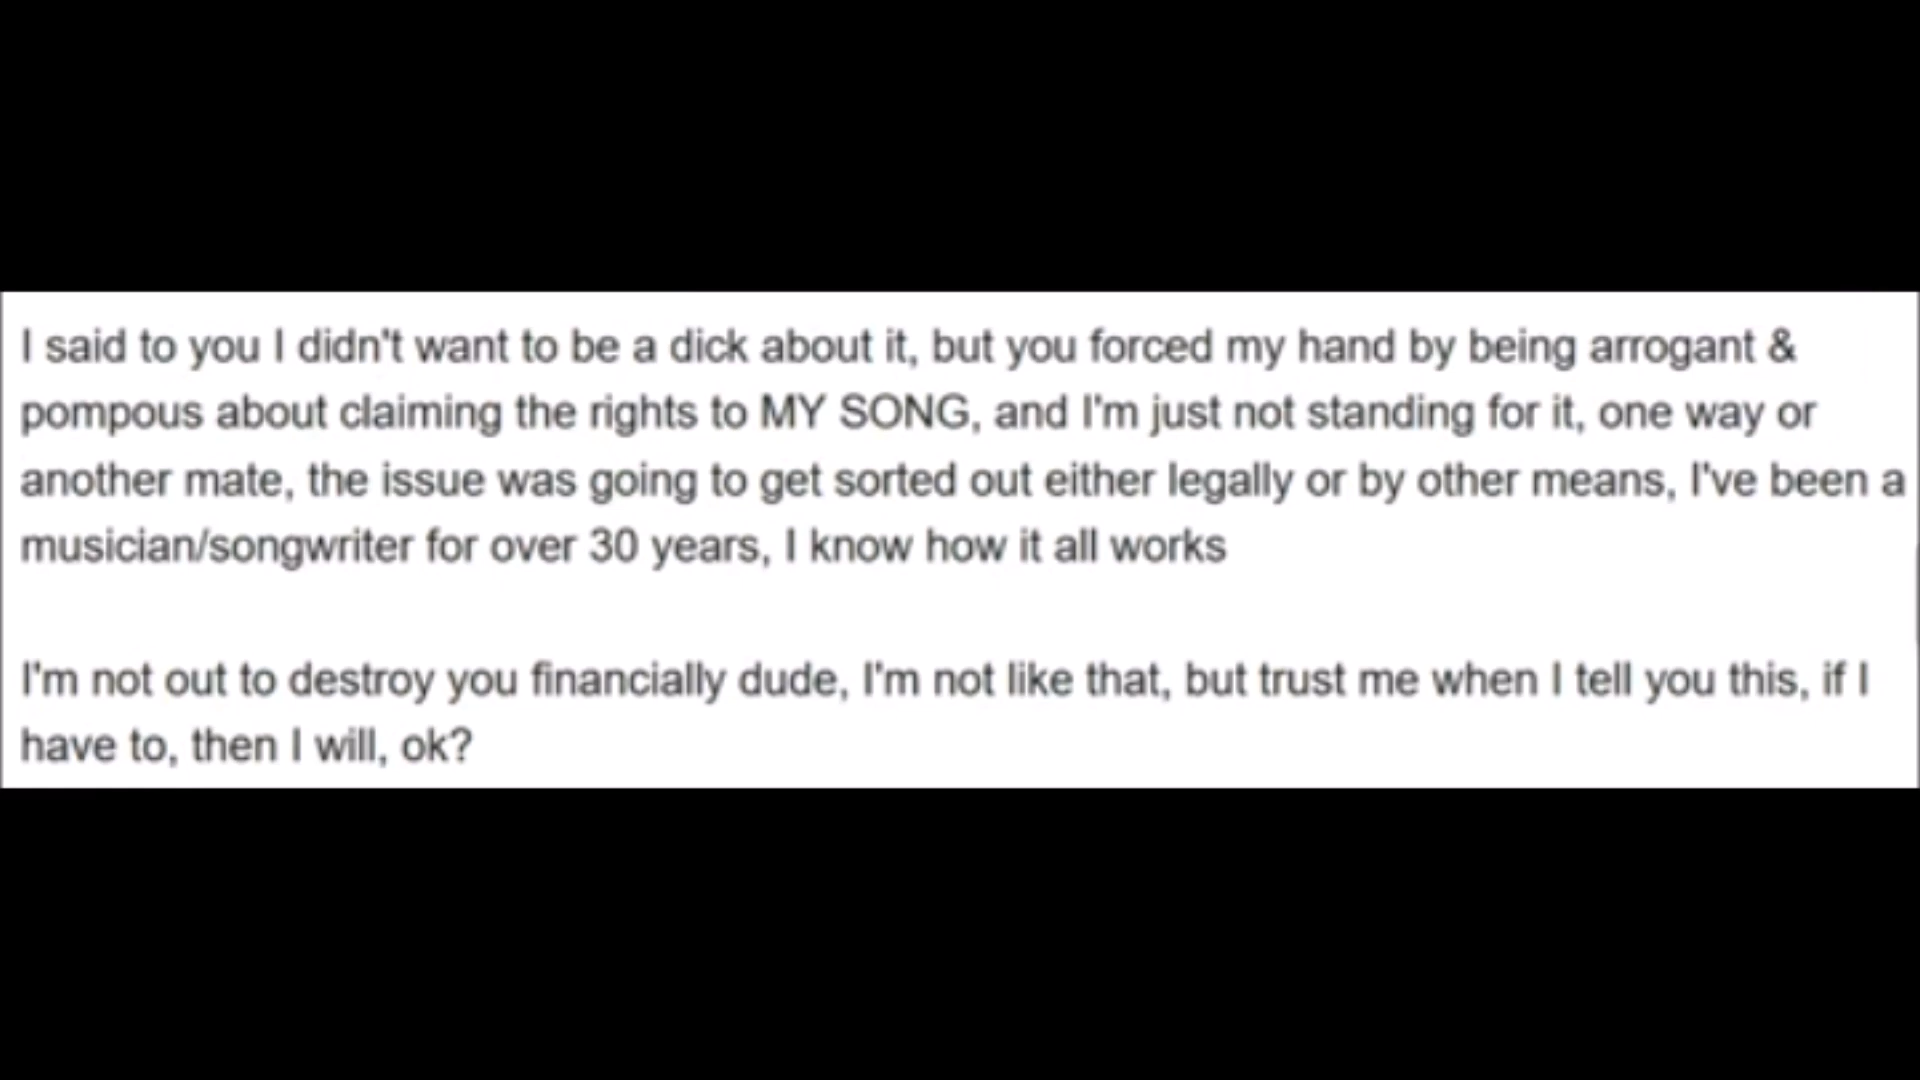 I said to you I didn't want to be a dick about it, but you forced my hand by being arrogant &
pompous about claiming the rights to MY SONG, and I'm just not standing for it, one way or
another mate, the issue was going to get sorted out either legally or by other means, I've been a
musician/songwriter for over 30 years, I know how it all works
I'm not out to destroy you financially dude, I'm not like that, but trust me when I tell you this, if I
have to, then I will, ok?